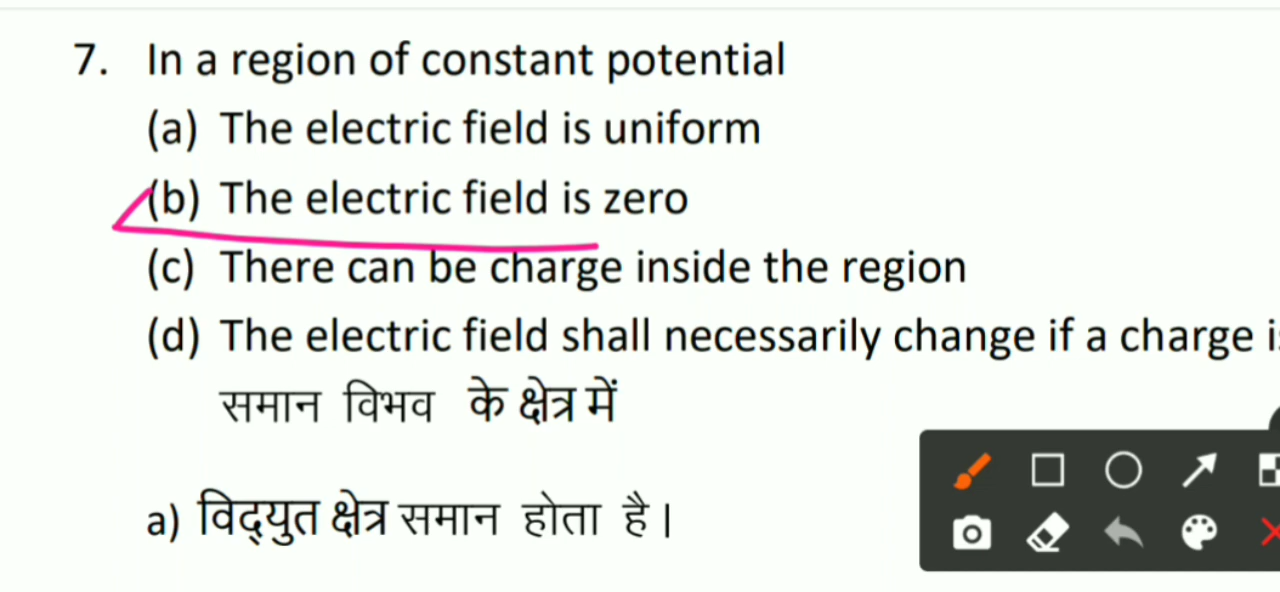 7. In a region of constant potential
(a) The electric field is uniform
(b) The electric field is zero
(c) There can be charge inside the region
(d) The electric field shall necessarily change if a charge
समान विभव के क्षेत्र में
a) विद्युत क्षेत्र समान होता है।